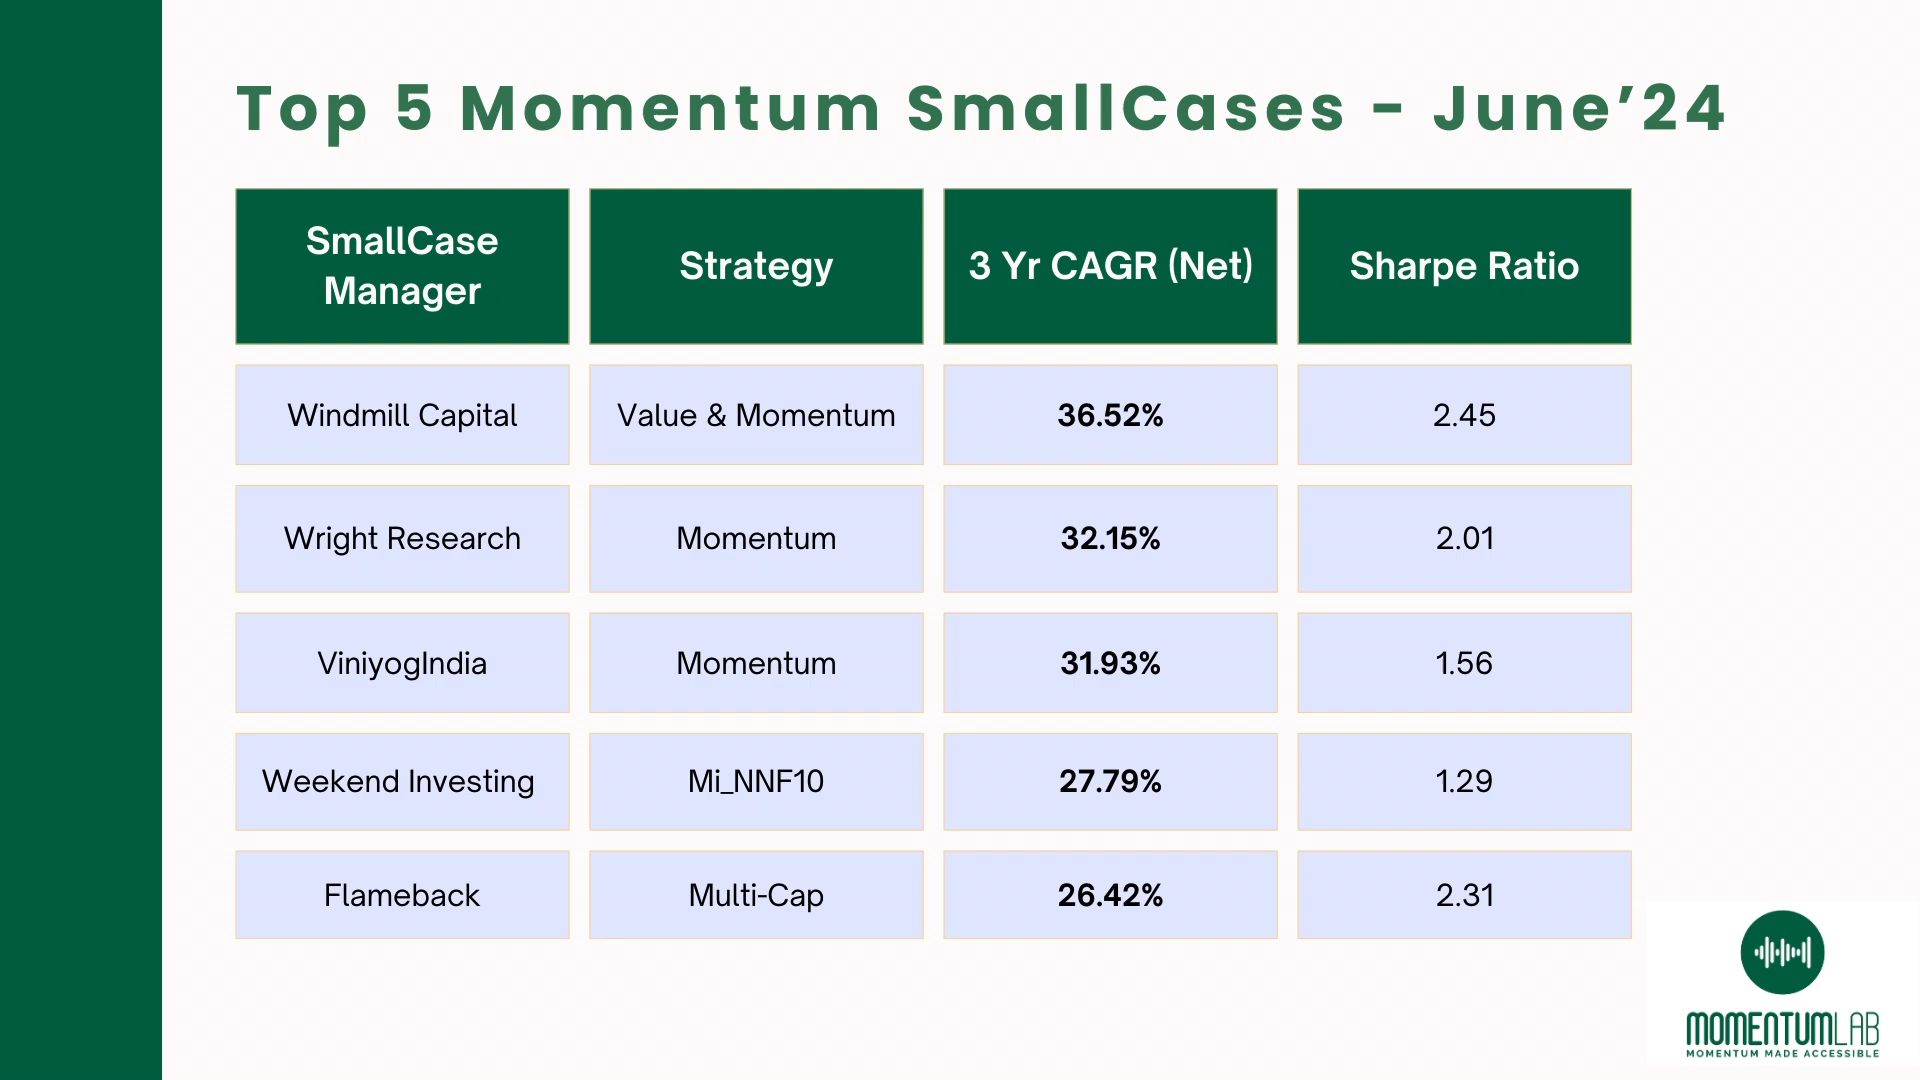 Top 5 Momentum SmallCases - June’24
SmallCase
Manager
Strategy
3 Yr CAGR (Net)
Sharpe Ratio
Windmill Capital
Value & Momentum
36.52%
2.45
Wright Research
Momentum
32.15%
2.01
ViniyogIndia
Momentum
31.93%
1.56
Weekend Investing
Mi_NNF10
27.79%
1.29
Flameback
Multi-Cap
26.42%
2.31
MOMENTUMLAB
MOMENTUM MADE ACCESSIBLE